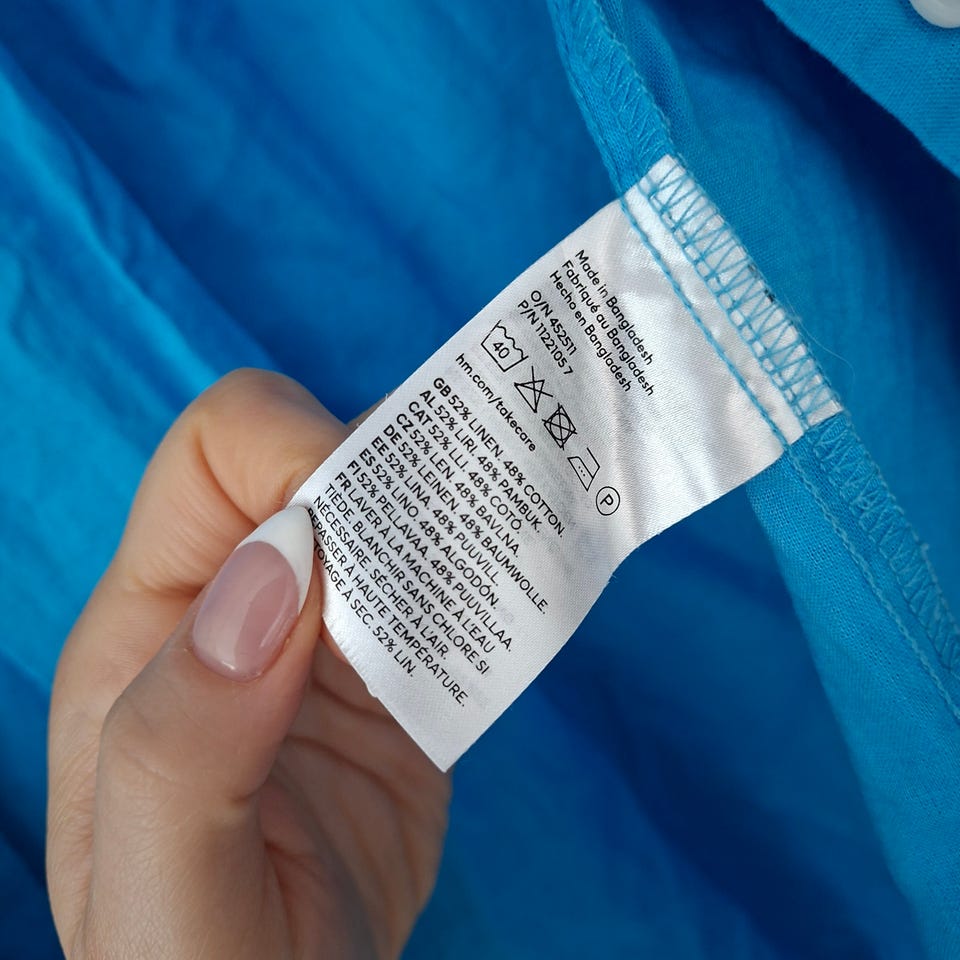 Made in Bangladesh
Fabriqué au Bangladesh
Hecho en Bangladesh
O/N 452511
P/N 1122105 7
40
P
hm.com/takecare
GB 52% LINEN. 48% COTTON.
AL 52% LIRI. 48% PAMBUK.
CAT 52% LLI. 48% COTÓ.
CZ 52% LEN. 48% BAVLNA.
DE 52% LEINEN. 48% BAUMWOLLE.
EE 52% LINA. 48% PUUVILL.
ES 52% LINO. 48% ALGODÓN.
FI 52% PELLAVAA. 48% PUUVILLAA.
FR LAVER À LA MACHINE À L'EAU
TIÈDE. BLANCHIR SANS CHLORE SI
NÉCESSAIRE. SÉCHER À L'AIR.
REPASSER À HAUTE TEMPÉRATURE.
À SEC. 52% LIN.